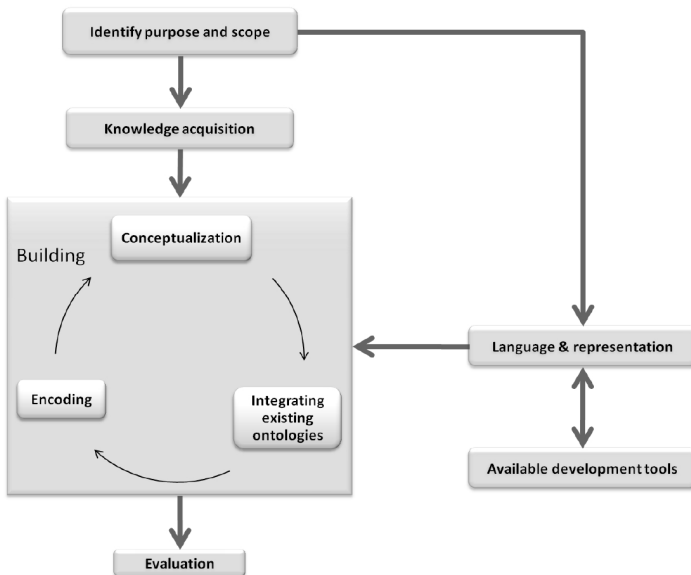 Identify purpose and scope
Knowledge acquisition
Building
Conceptualization
Encoding
Integrating
existing
ontologies
Language & representation
Available development tools
Evaluation